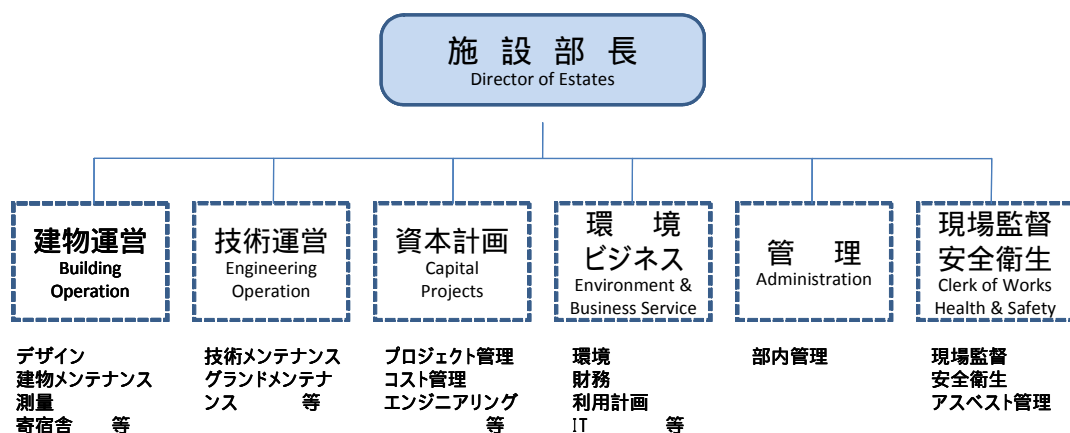 施設部長
Director of Estates
建物運営
Building
Operation
技術運営
Engineering
Operation
資本計画
Capital
Projects
環境
ビジネス
Environment &
Business Service
管理
Administration
現場監督
安全衛生
Clerk of Works
Health & Safety
デザイン
建物メンテナンス
測量
寄宿舎 等
技術メンテナンス
グランドメンテナ
ンス 等
プロジェクト管理
コスト管理
エンジニアリング
等
環境
財務
利用計画
IT 等
部内管理
現場監督
安全衛生
アスベスト管理